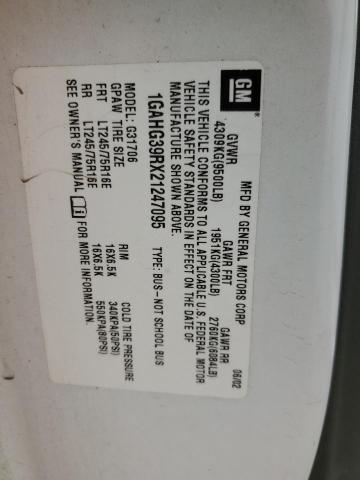 GM
MFD BY GENERAL MOTORS CORP 06/02
GVWR GAWR FRT GAWR RR
4309KG(9500LB) 1951KG(4300LB) 2760KG(6084LB)
THIS VEHICLE CONFORMS TO ALL APPLICABLE U.S. FEDERAL MOTOR
VEHICLE SAFETY STANDARDS IN EFFECT ON THE DATE OF
MANUFACTURE SHOWN ABOVE.
1GAHG39RX21247095 TYPE: BUS-NOT SCHOOL BUS
MODEL: G31706
GPAW TIRE SIZE RIM COLD TIRE PRESSURE
FRT LT245/75R16E 16X6.5K 340KPA(50PSI)
RR LT245/75R16E 16X6.5K 550KPA(80PSI)
SEE OWNER'S MANUAL FOR MORE INFORMATION.